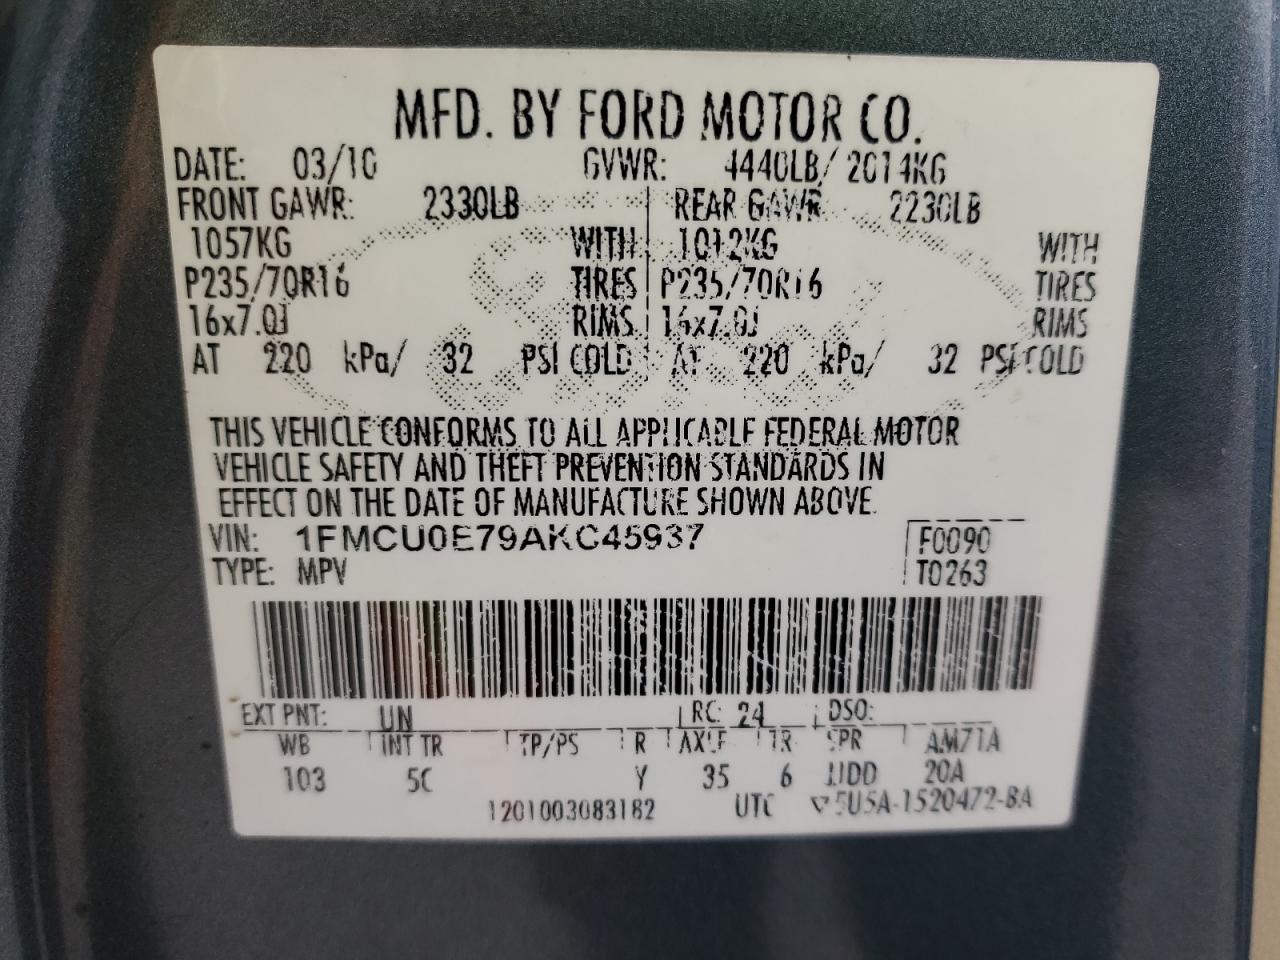 MFD. BY FORD MOTOR CO.
DATE: 03/10 GVWR: 4440LB/ 2014KG
FRONT GAWR: 2330LB REAR GAWR 2230LB
1057KG WITH 1012KG WITH
P235/70R16 TIRES P235/70R16 TIRES
16x7.0J RIMS 16x7.0J RIMS
AT 220 kPa/ 32 PSI COLD AT 220 kPa/ 32 PSI COLD
THIS VEHICLE CONFORMS TO ALL APPLICABLE FEDERAL MOTOR
VEHICLE SAFETY AND THEFT PREVENTION STANDARDS IN
EFFECT ON THE DATE OF MANUFACTURE SHOWN ABOVE.
VIN: 1FMCU0E79AKC45937 F0090
TYPE: MPV T0263
EXT PNT: UN RC: 24 DSO:
WB INT TR TP/PS R AXLE TR SPR AM71A
103 5C Y 35 6 JJDD 20A
1201003083182 UTC 5U5A-1520472-BA